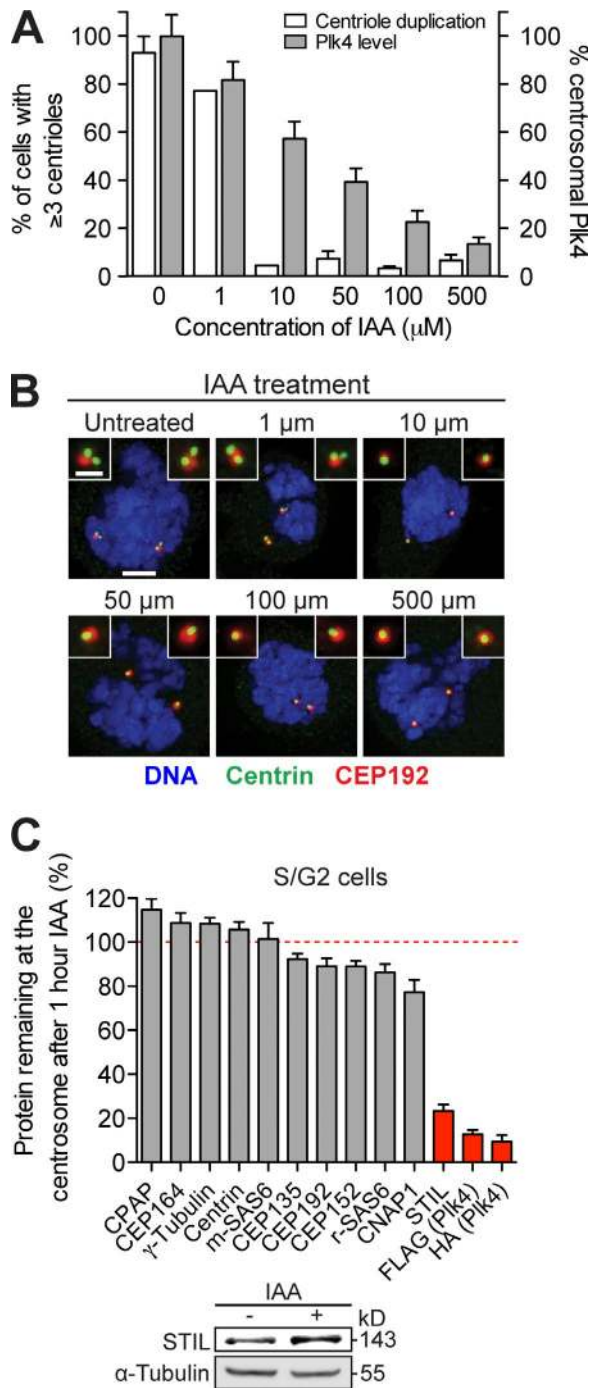 A
Centriole duplication
Plk4 level
% of cells with
≥3 centrioles
100
80
60
40
20
0
100
80
60
40
20
0
% centrosomal Plk4
0 1 10 50 100 500
Concentration of IAA (μM)
B
IAA treatment
Untreated 1 μm 10 μm
50 μm 100 μm 500 μm
DNA Centrin CEP192
C
S/G2 cells
Protein remaining at the
centrosome after 1 hour IAA (%)
120
100
80
60
40
20
0
CPAP
CEP164
γ-Tubulin
Centrin
m-SAS6
CEP135
CEP192
CEP152
r-SAS6
CNAP1
STIL
FLAG (Plk4)
HA (Plk4)
IAA
- + kD
STIL 143
α-Tubulin 55